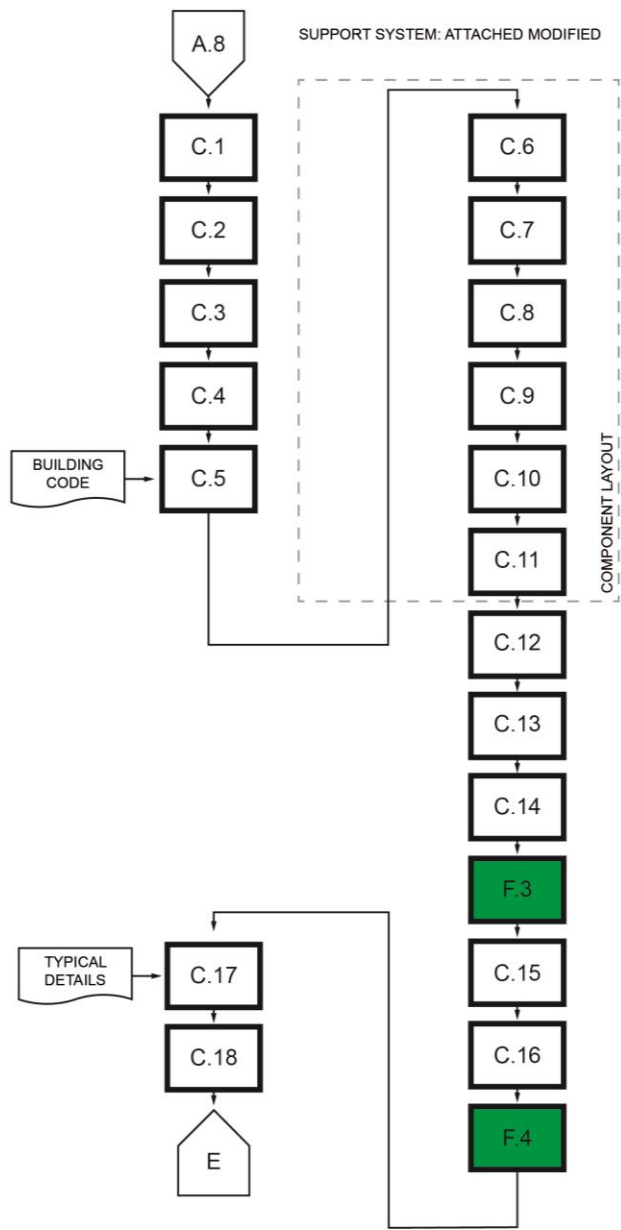 A.8
SUPPORT SYSTEM: ATTACHED MODIFIED
C.1
C.2
C.3
C.4
BUILDING
CODE
C.5
C.6
C.7
C.8
C.9
C.10
C.11
COMPONENT LAYOUT
C.12
C.13
C.14
F.3
C.15
C.16
F.4
TYPICAL
DETAILS
C.17
C.18
E